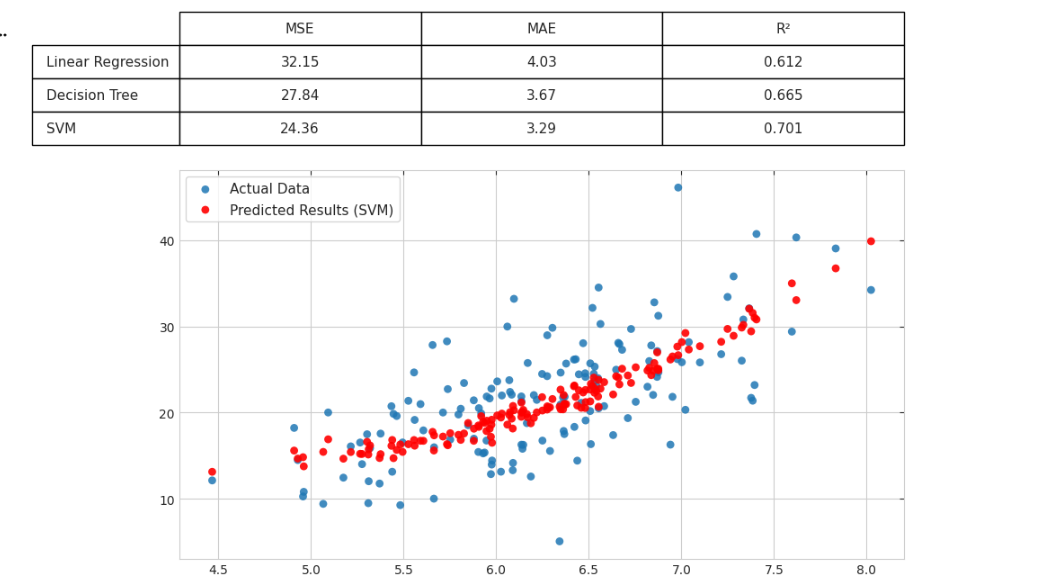 ..
MSE MAE R²
Linear Regression 32.15 4.03 0.612
Decision Tree 27.84 3.67 0.665
SVM 24.36 3.29 0.701
Actual Data
Predicted Results (SVM)
40
30
20
10
4.5 5.0 5.5 6.0 6.5 7.0 7.5 8.0